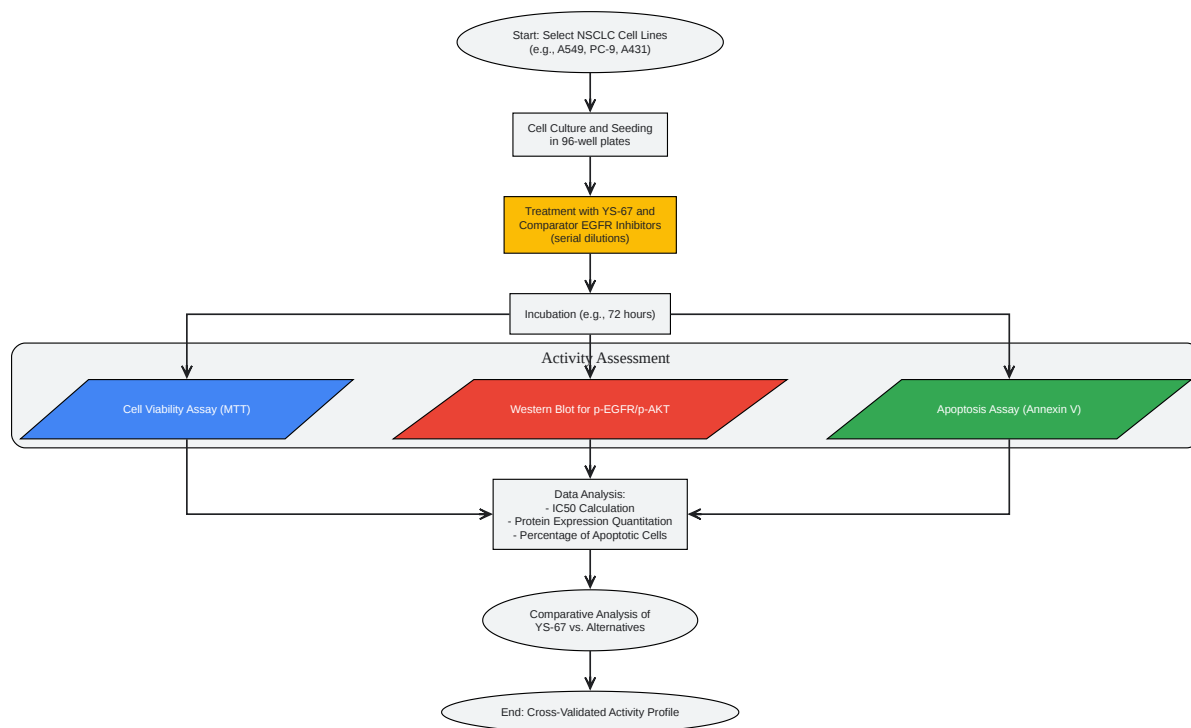 Start: Select NSCLC Cell Lines
(e.g., A549, PC-9, A431)
Cell Culture and Seeding
in 96-well plates
Treatment with YS-67 and
Comparator EGFR Inhibitors
(serial dilutions)
Incubation (e.g., 72 hours)
Activity Assessment
Cell Viability Assay (MTT)
Western Blot for p-EGFR/p-AKT
Apoptosis Assay (Annexin V)
Data Analysis:
- IC50 Calculation
- Protein Expression Quantitation
- Percentage of Apoptotic Cells
Comparative Analysis of
YS-67 vs. Alternatives
End: Cross-Validated Activity Profile